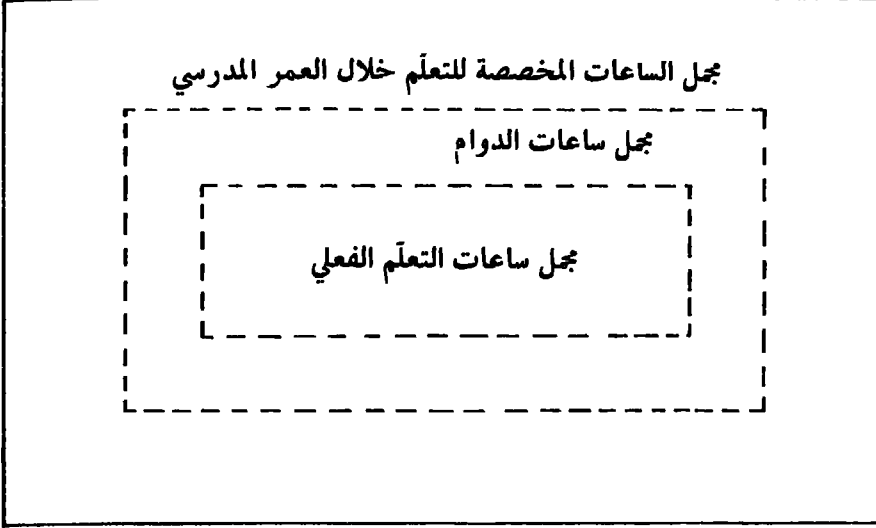 مجمل الساعات المخصصة للتعلّم خلال العمر المدرسي
مجمل ساعات الدوام
مجمل ساعات التعلّم الفعلي